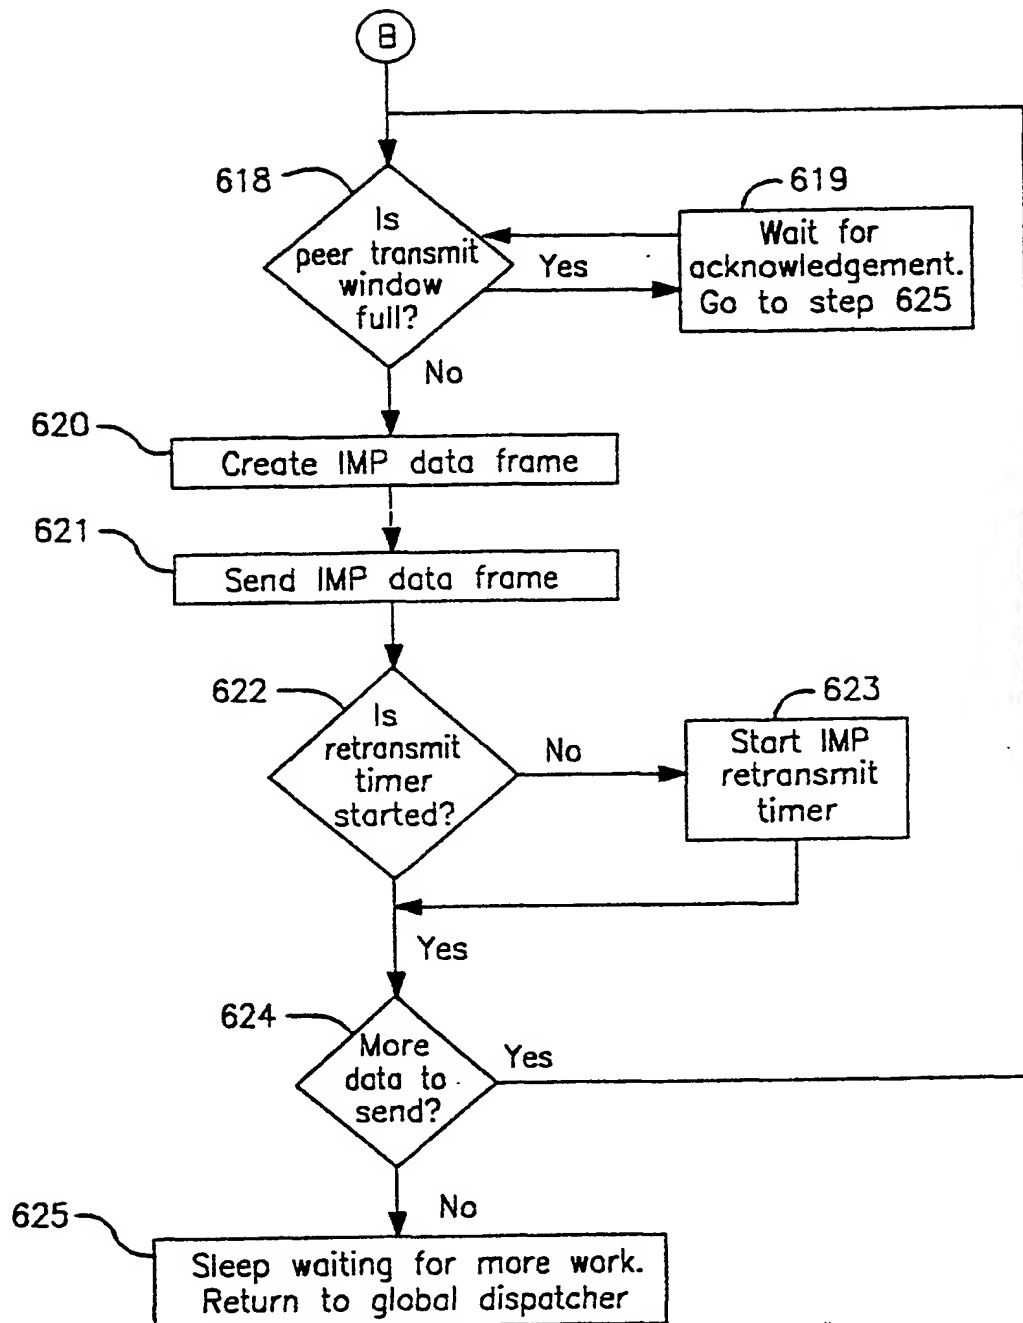 B
618
Is
peer transmit
window
full?
Yes
619
Wait for
acknowledgement.
Go to step 625
No
620
Create IMP data frame
621
Send IMP data frame
622
Is
retransmit
timer
started?
No
623
Start IMP
retransmit
timer
Yes
624
More
data to
send?
Yes
No
625
Sleep waiting for more work.
Return to global dispatcher